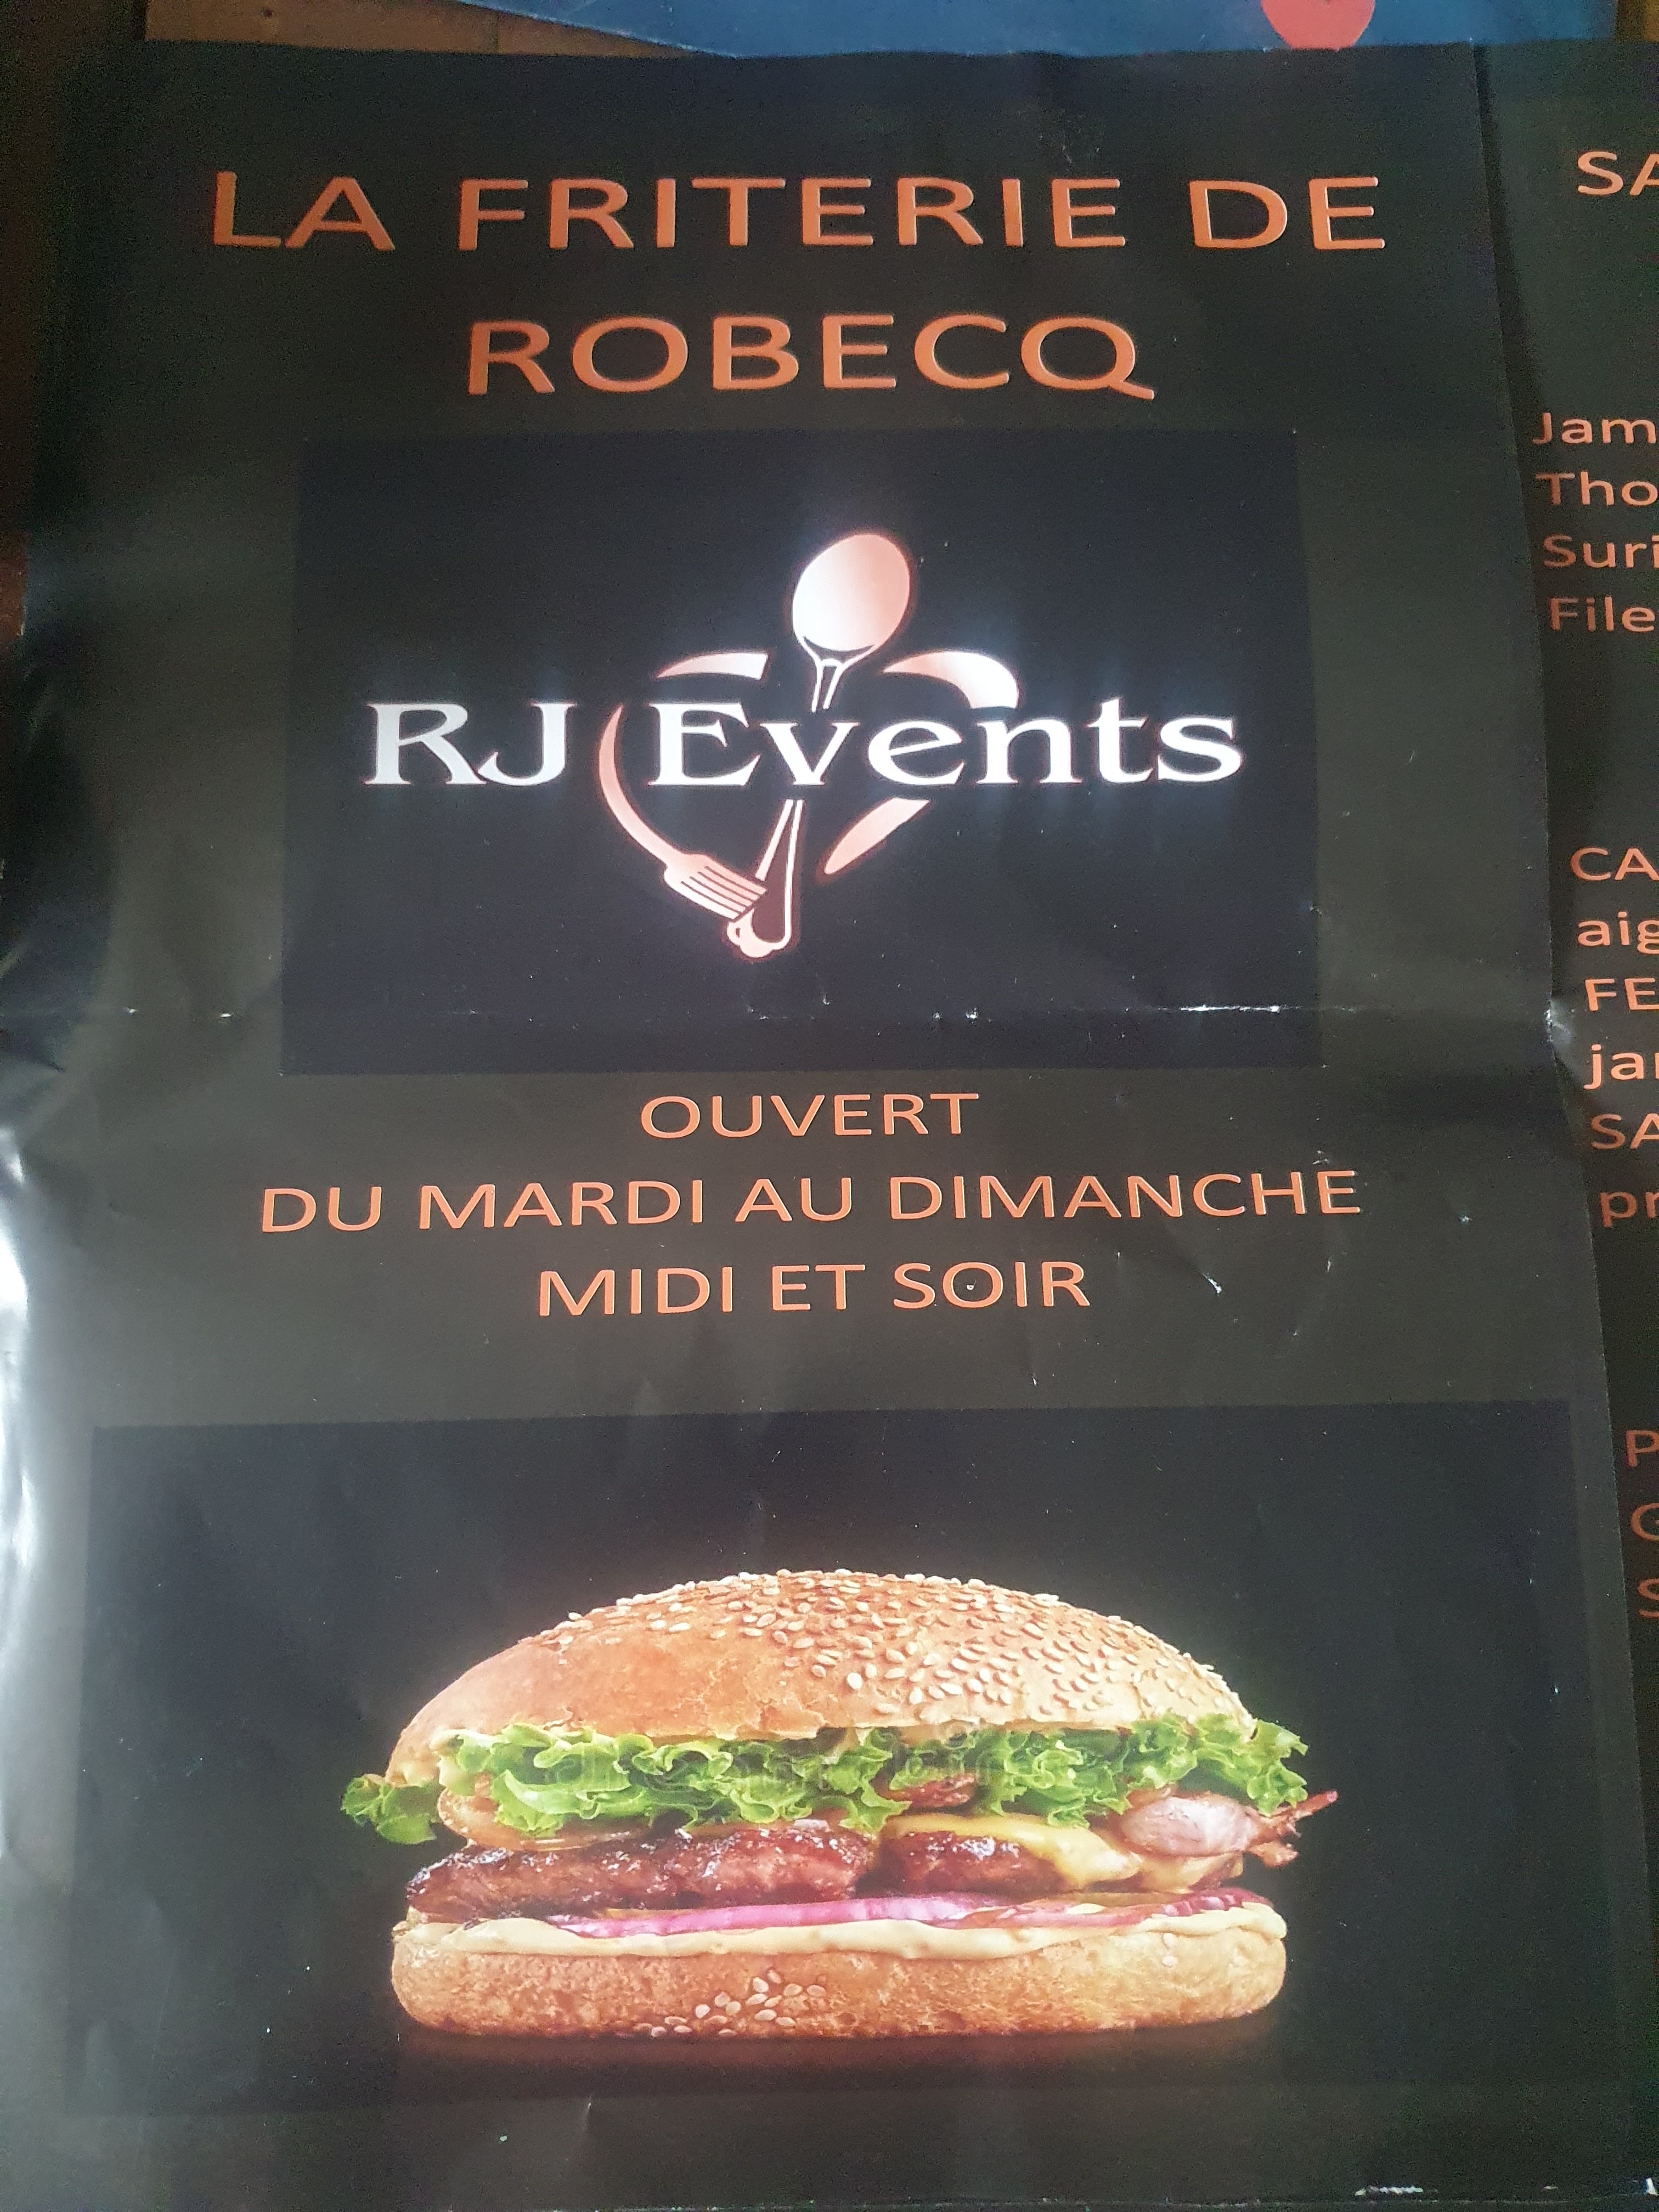 LA FRITERIE DE
ROBECQ
RJ Events
OUVERT
DU MARDI AU DIMANCHE
MIDI ET SOIR